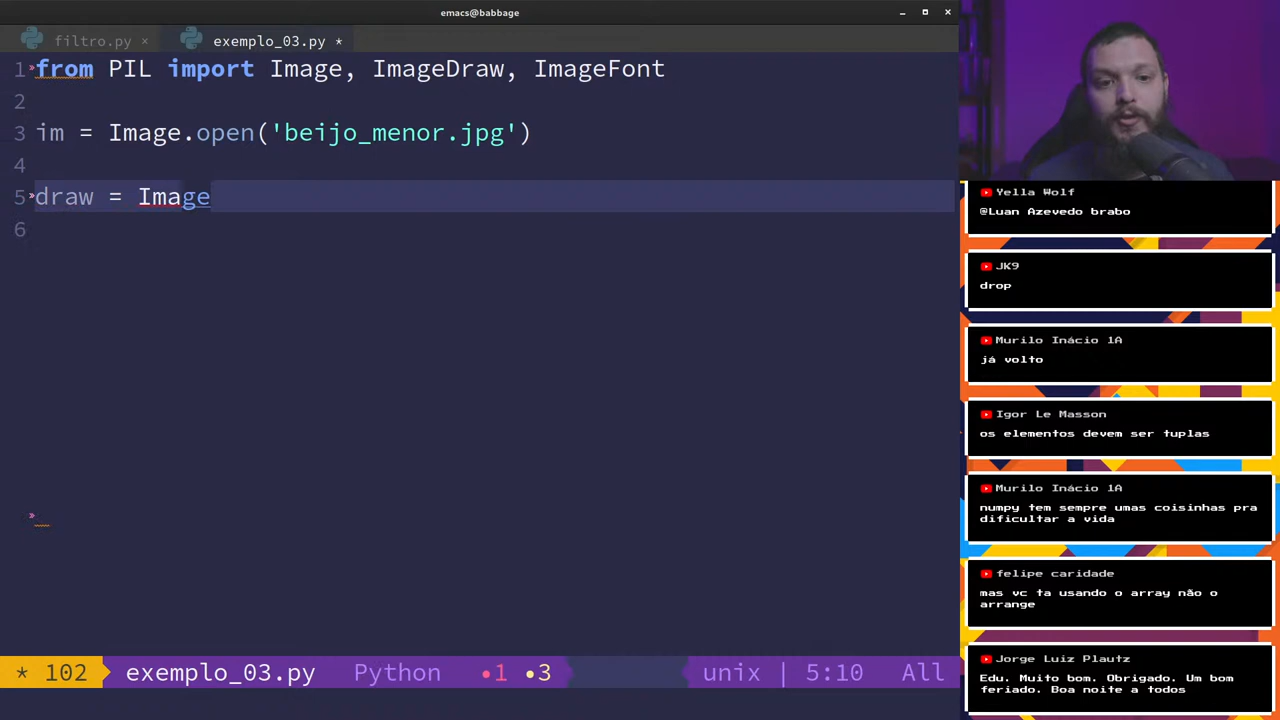 emacs@babbage
filtro.py ×
exemplo_03.py *
1 from PIL import Image, ImageDraw, ImageFont
2
3 im = Image.open('beijo_menor.jpg')
4
5 draw = Image
6
* 102 exemplo_03.py Python •1 •3 unix | 5:10 All
Yella Wolf
@Luan Azevedo brabo
JK9
drop
Murilo Inácio 1A
já volto
Igor Le Masson
os elementos devem ser tuplas
Murilo Inácio 1A
numpy tem sempre umas coisinhas pra
dificultar a vida
felipe caridade
mas vc ta usando o array não o
arrange
Jorge Luiz Plautz
Edu. Muito bom. Obrigado. Um bom
feriado. Boa noite a todos